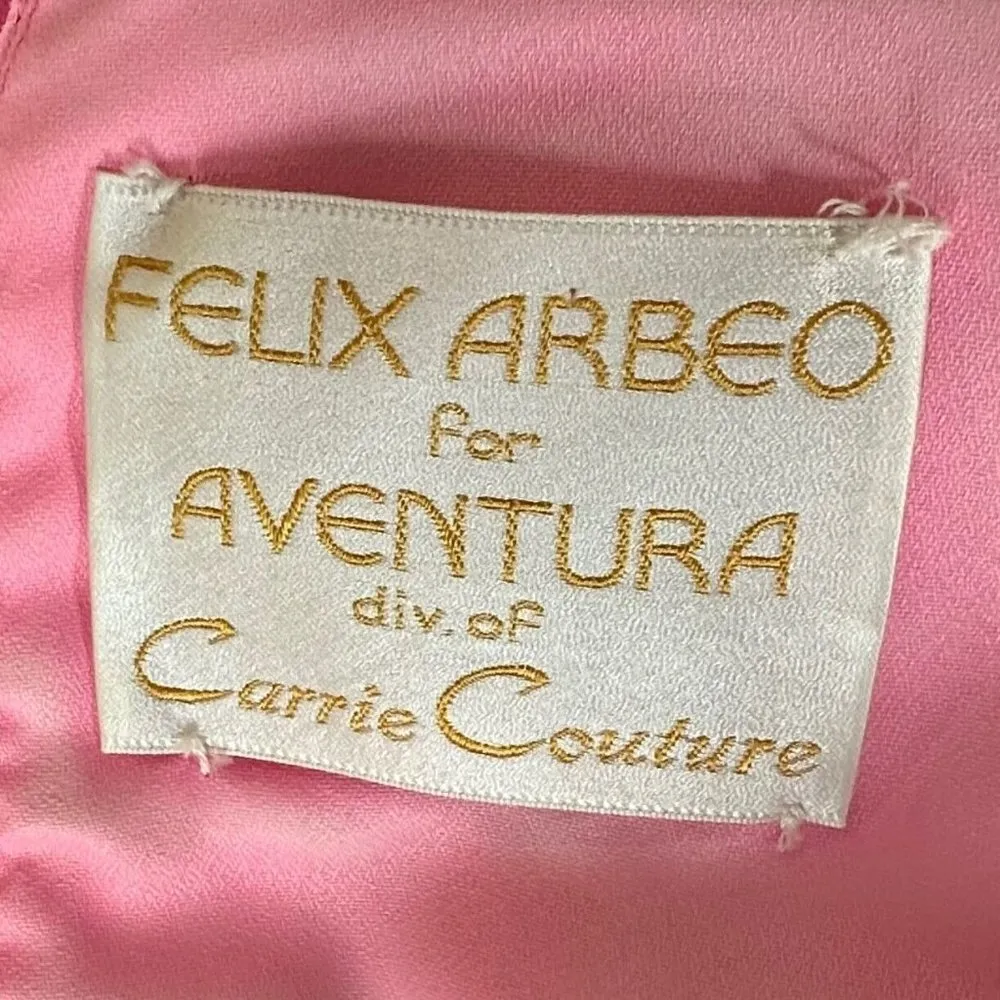 FELIX ARBEO
for
AVENTURA
div. of
Carrie Couture